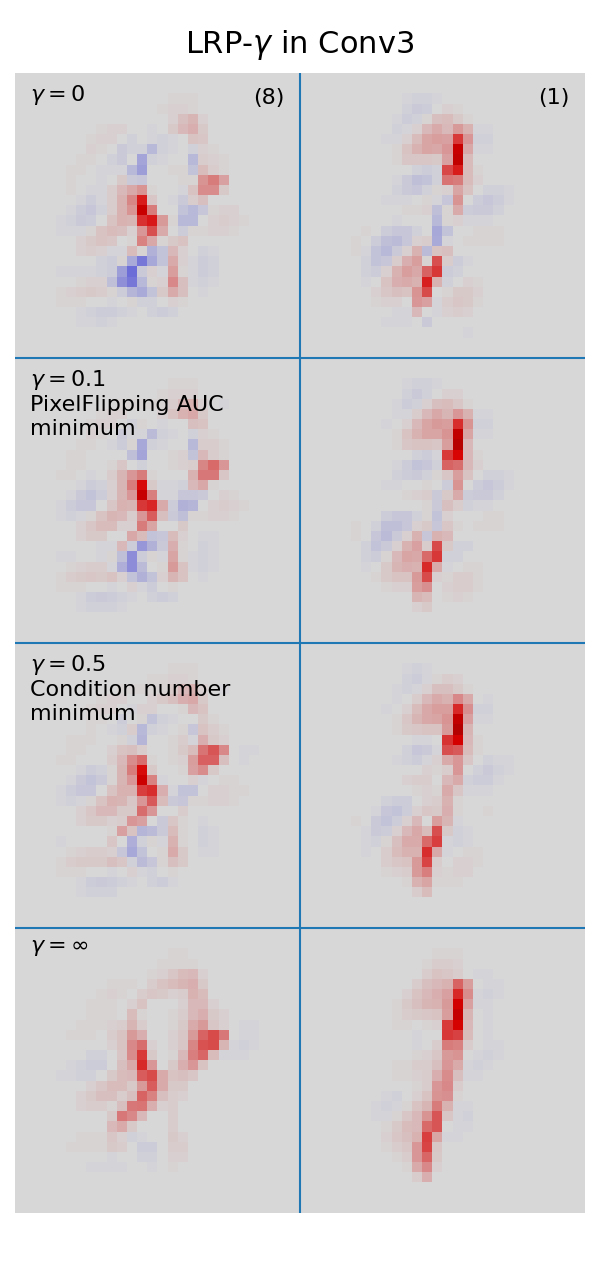 LRP-γ in Conv3
γ = 0
(8)
(1)
γ = 0.1
PixelFlipping AUC
minimum
γ = 0.5
Condition number
minimum
γ = ∞